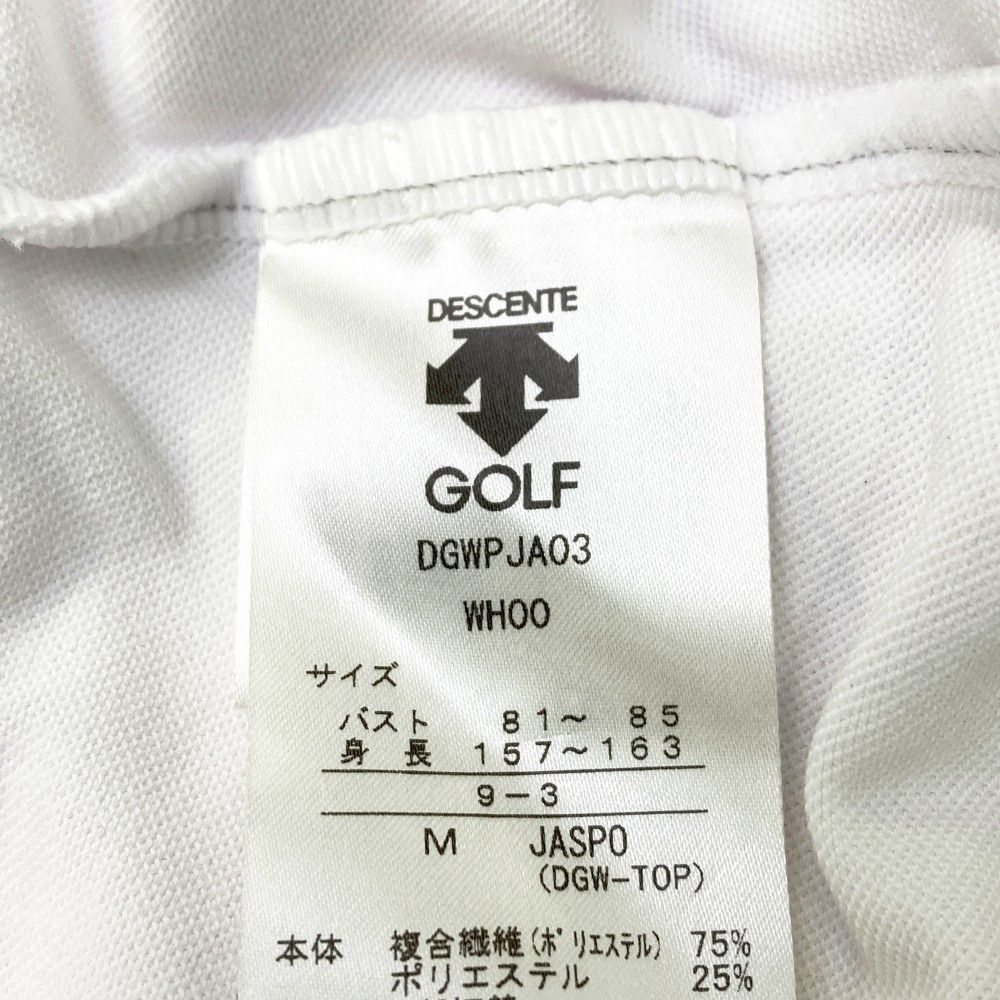 DESCENTE
GOLF
DGWPJA03
WH00
サイズ
バスト 81～ 85
身長 157～163
9-3
M JASPO
(DGW-TOP)
本体 複合繊維(ポリエステル) 75%
ポリエステル 25%